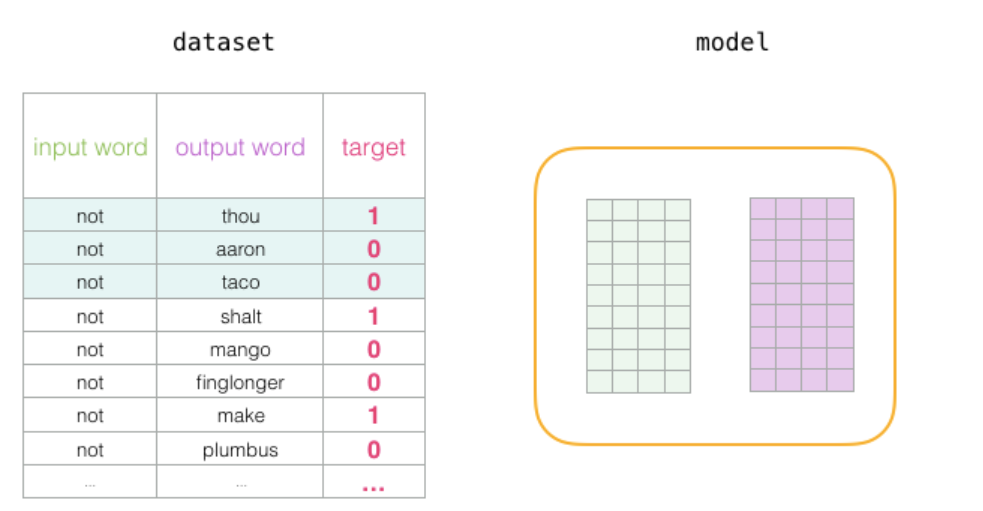 dataset
model
input word output word target
not thou 1
not aaron 0
not taco 0
not shalt 1
not mango 0
not finglonger 0
not make 1
not plumbus 0
... ... ...